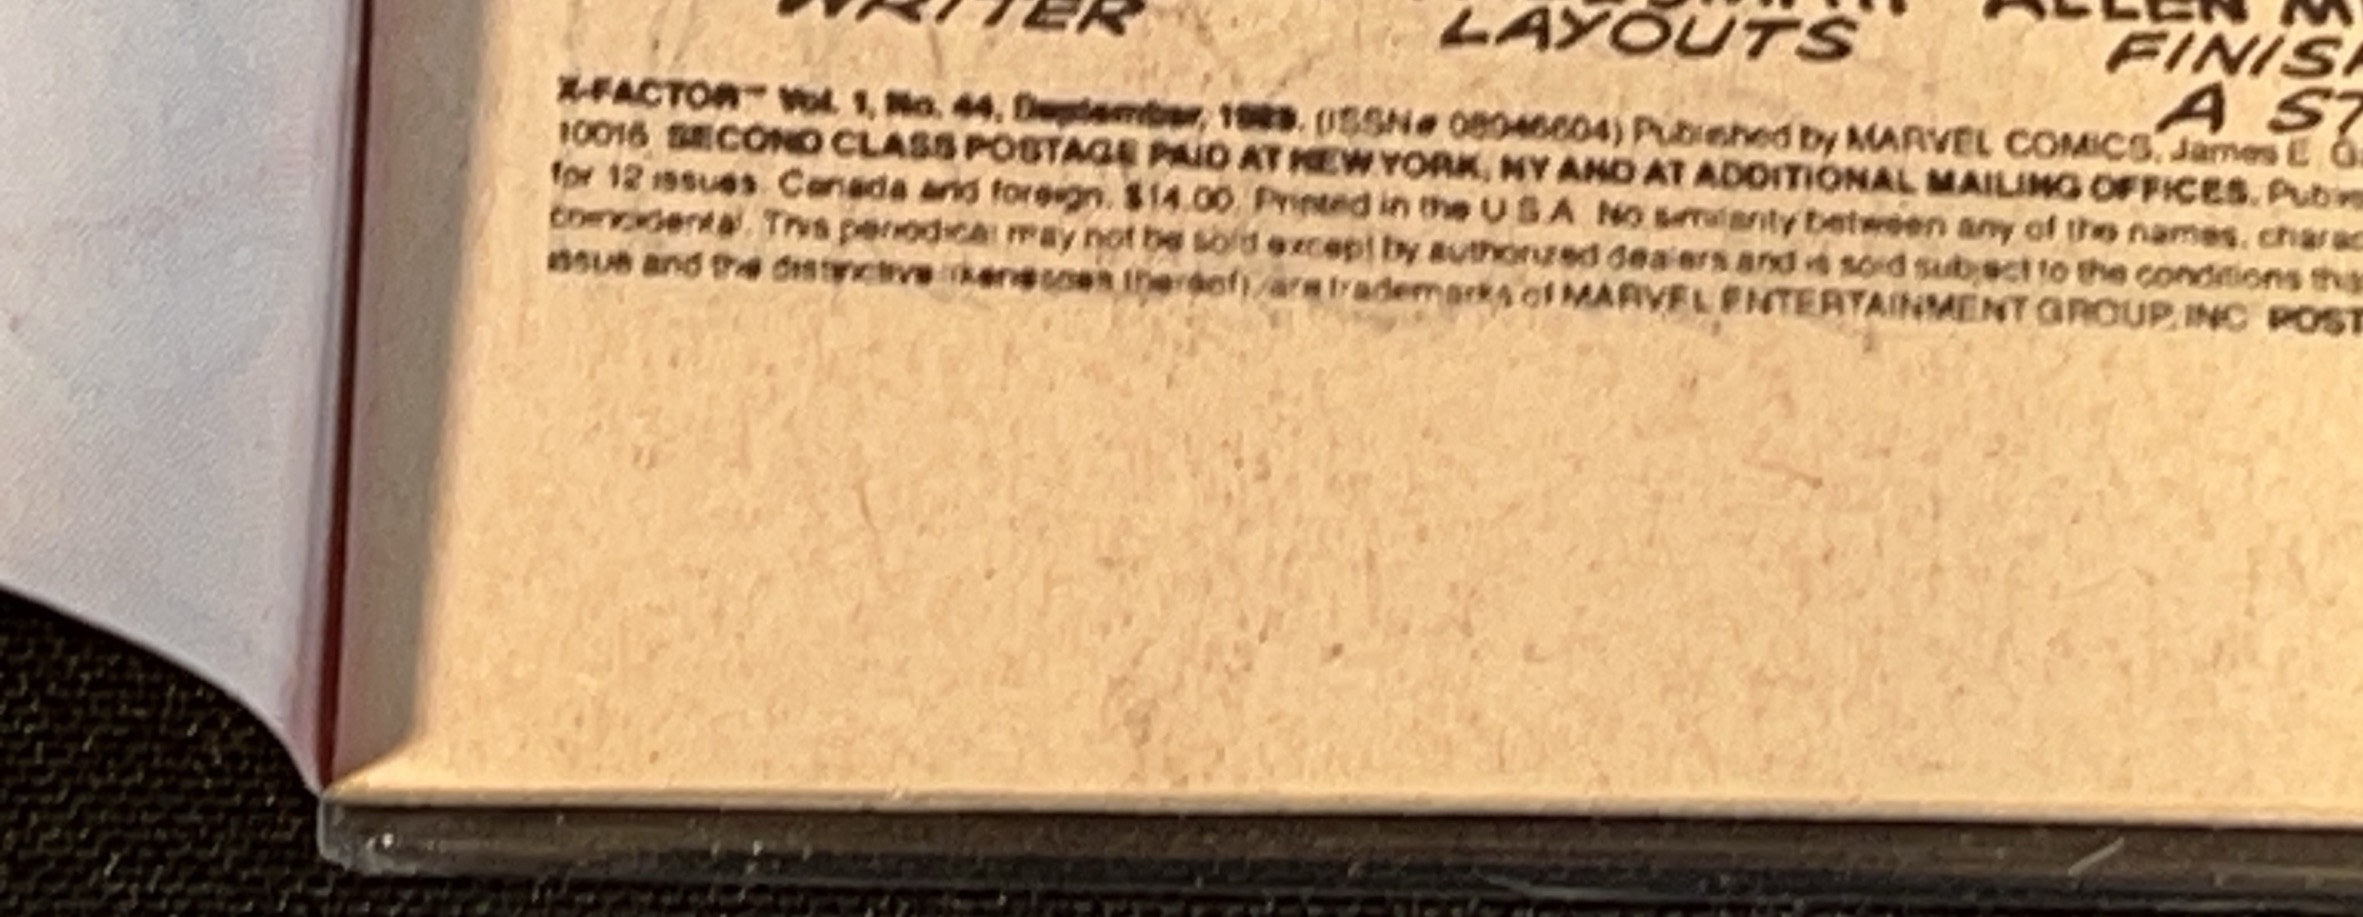 WRITER
LAYOUTS
ALLEN
A
X-FACTOR™ Vol. 1, No. 44, September, 1989. (ISSN# 08946604) Published by MARVEL COMICS, James E.
10016. SECOND CLASS POSTAGE PAID AT NEW YORK, NY AND AT ADDITIONAL MAILING OFFICES.
for 12 issues. Canada and foreign, $14.00. Printed in the U.S.A. No similarity between any of the names,
coincidental. This periodical may not be sold except by authorized dealers and is sold subject to the conditions
issue and the distinctive likenesses thereof), are trademarks of MARVEL ENTERTAINMENT GROUP, INC. POST